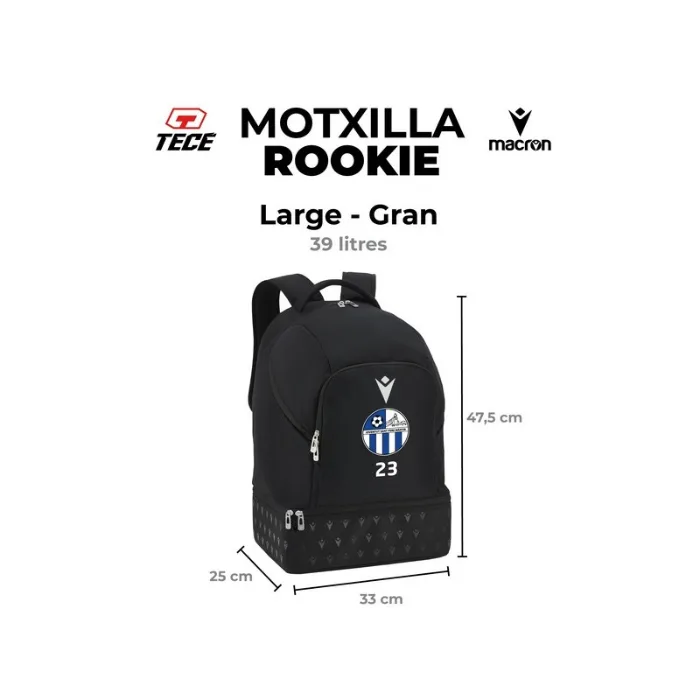 TECE
MOTXILLA
ROOKIE
macron
Large - Gran
39 litres
47,5 cm
23
25 cm
33 cm